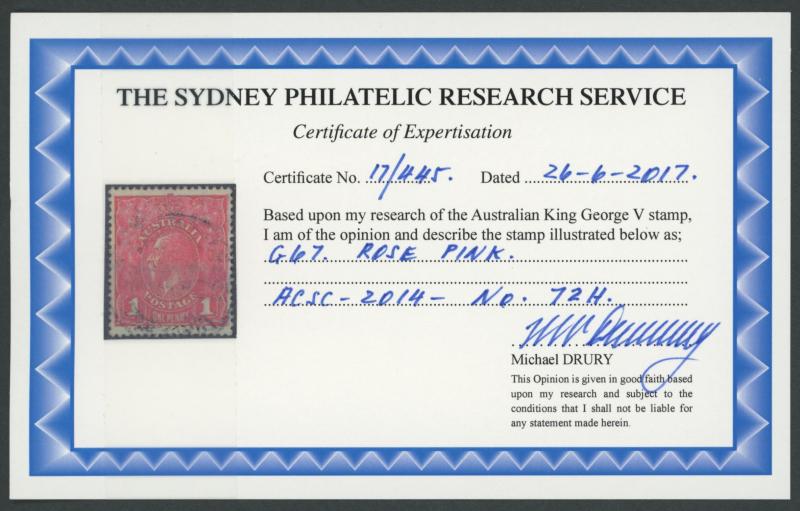 THE SYDNEY PHILATELIC RESEARCH SERVICE
Certificate of Expertisation
Certificate No. 17/445. Dated 26-6-2017.
Based upon my research of the Australian King George V stamp,
I am of the opinion and describe the stamp illustrated below as;
G67. ROSE PINK.
ACSC-2014- No. 72H.
Michael DRURY
This Opinion is given in good faith based
upon my research and subject to the
conditions that I shall not be liable for
any statement made herein.
AUSTRALIA
POSTAGE
1 1
ONE PENNY